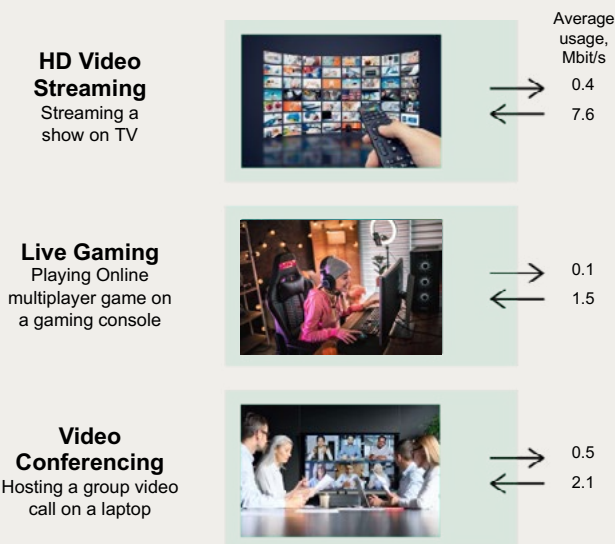 Average
usage,
Mbit/s
HD Video
Streaming
Streaming a
show on TV
0.4
7.6
Live Gaming
Playing Online
multiplayer game on
a gaming console
0.1
1.5
Video
Conferencing
Hosting a group video
call on a laptop
0.5
2.1